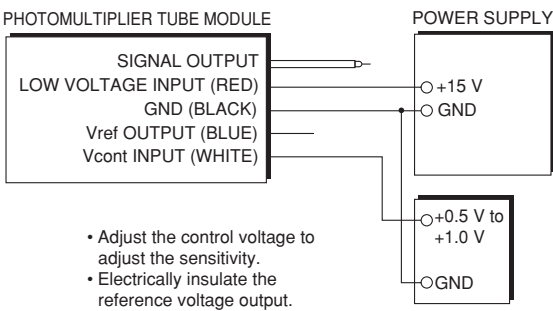 PHOTOMULTIPLIER TUBE MODULE
POWER SUPPLY
SIGNAL OUTPUT
LOW VOLTAGE INPUT (RED)
GND (BLACK)
Vref OUTPUT (BLUE)
Vcont INPUT (WHITE)
+15 V
GND
+0.5 V to
+1.0 V
GND
• Adjust the control voltage to
adjust the sensitivity.
• Electrically insulate the
reference voltage output.